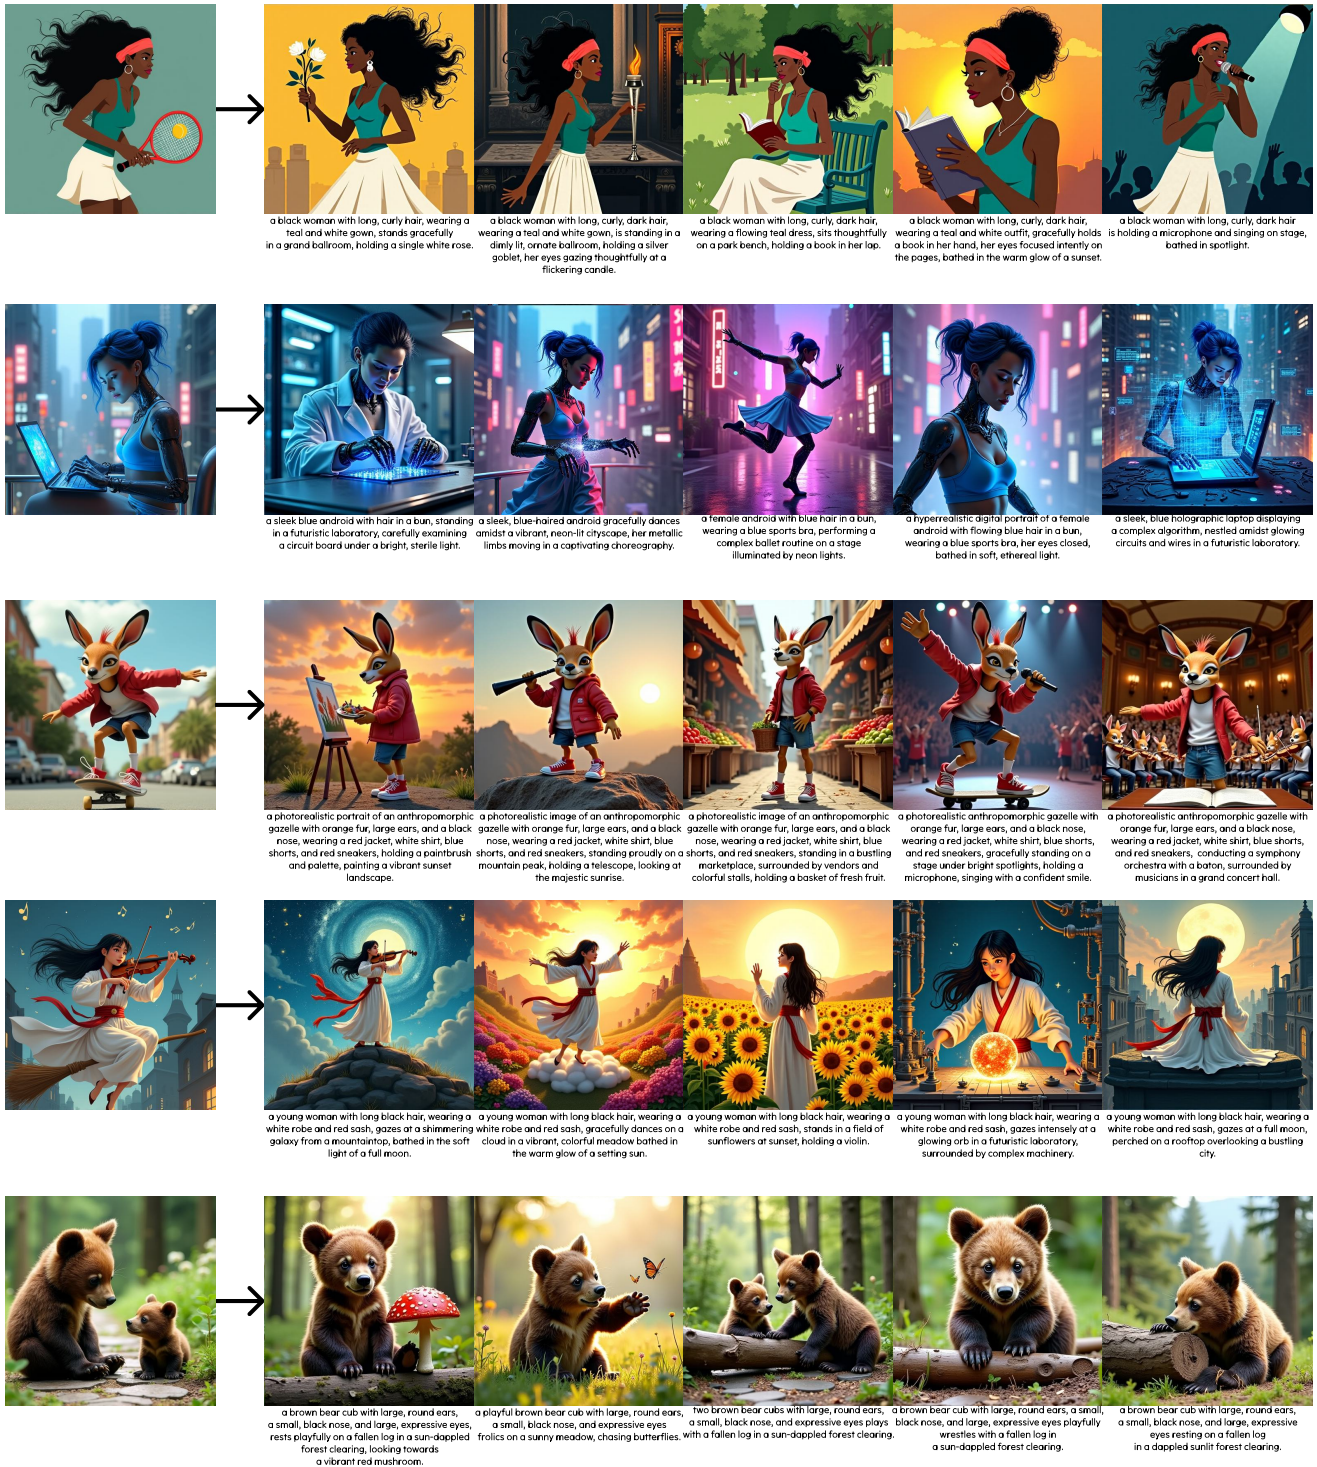 a black woman with long, curly hair, wearing a
teal and white gown, stands gracefully
in a grand ballroom, holding a single white rose.
a black woman with long, curly, dark hair,
wearing a teal and white gown, is standing in a
dimly lit, ornate ballroom, holding a silver
goblet, her eyes gazing thoughtfully at a
flickering candle.
a black woman with long, curly, dark hair,
wearing a flowing teal dress, sits thoughtfully
on a park bench, holding a book in her lap.
a black woman with long, curly, dark hair,
wearing a teal and white outfit, gracefully holds
a book in her hand, her eyes focused intently on
the pages, bathed in the warm glow of a sunset.
a black woman with long, curly, dark hair
is holding a microphone and singing on stage,
bathed in spotlight.
a sleek blue android with hair in a bun, standing
in a futuristic laboratory, carefully examining
a circuit board under a bright, sterile light.
a sleek, blue-haired android gracefully dances
amidst a vibrant, neon-lit cityscape, her metallic
limbs moving in a captivating choreography.
a female android with blue hair in a bun,
wearing a blue sports bra, performing a
complex ballet routine on a stage
illuminated by neon lights.
a hyperrealistic digital portrait of a female
android with flowing blue hair in a bun,
wearing a blue sports bra, her eyes closed,
bathed in soft, ethereal light.
a sleek, blue holographic laptop displaying
a complex algorithm, nestled amidst glowing
circuits and wires in a futuristic laboratory.
a photorealistic portrait of an anthropomorphic
gazelle with orange fur, large ears, and a black
nose, wearing a red jacket, white shirt, blue
shorts, and red sneakers, holding a paintbrush
and palette, painting a vibrant sunset
landscape.
a photorealistic image of an anthropomorphic
gazelle with orange fur, large ears, and a black
nose, wearing a red jacket, white shirt, blue
shorts, and red sneakers, standing proudly on a
mountain peak, holding a telescope, looking at
the majestic sunrise.
a photorealistic image of an anthropomorphic
gazelle with orange fur, large ears, and a black
nose, wearing a red jacket, white shirt, blue
shorts, and red sneakers, standing in a bustling
marketplace, surrounded by vendors and
colorful stalls, holding a basket of fresh fruit.
a photorealistic anthropomorphic gazelle with
orange fur, large ears, and a black nose,
wearing a red jacket, white shirt, blue shorts,
and red sneakers, gracefully standing on a
stage under bright spotlights, holding a
microphone, singing with a confident smile.
a photorealistic anthropomorphic gazelle with
orange fur, large ears, and a black nose,
wearing a red jacket, white shirt, blue shorts,
and red sneakers, conducting a symphony
orchestra with a baton, surrounded by
musicians in a grand concert hall.
a young woman with long black hair, wearing a
white robe and red sash, gazes at a shimmering
galaxy from a mountaintop, bathed in the soft
light of a full moon.
a young woman with long black hair, wearing a
white robe and red sash, gracefully dances on a
cloud in a vibrant, colorful meadow bathed in
the warm glow of a setting sun.
a young woman with long black hair, wearing a
white robe and red sash, stands in a field of
sunflowers at sunset, holding a violin.
a young woman with long black hair, wearing a
white robe and red sash, gazes intensely at a
glowing orb in a futuristic laboratory,
surrounded by complex machinery.
a young woman with long black hair, wearing a
white robe and red sash, gazes at a full moon,
perched on a rooftop overlooking a bustling
city.
a brown bear cub with large, round ears,
a small, black nose, and large, expressive eyes,
rests playfully on a fallen log in a sun-dappled
forest clearing, looking towards
a vibrant red mushroom.
a playful brown bear cub with large, round ears,
a small, black nose, and expressive eyes
frolics on a sunny meadow, chasing butterflies.
two brown bear cubs with large, round ears,
a small, black nose, and expressive eyes plays
with a fallen log in a sun-dappled forest clearing.
a brown bear cub with large, round ears, a small,
black nose, and large, expressive eyes playfully
wrestles with a fallen log in
a sun-dappled forest clearing.
a brown bear cub with large, round ears,
a small, black nose, and large, expressive
eyes resting on a fallen log
in a dappled sunlit forest clearing.